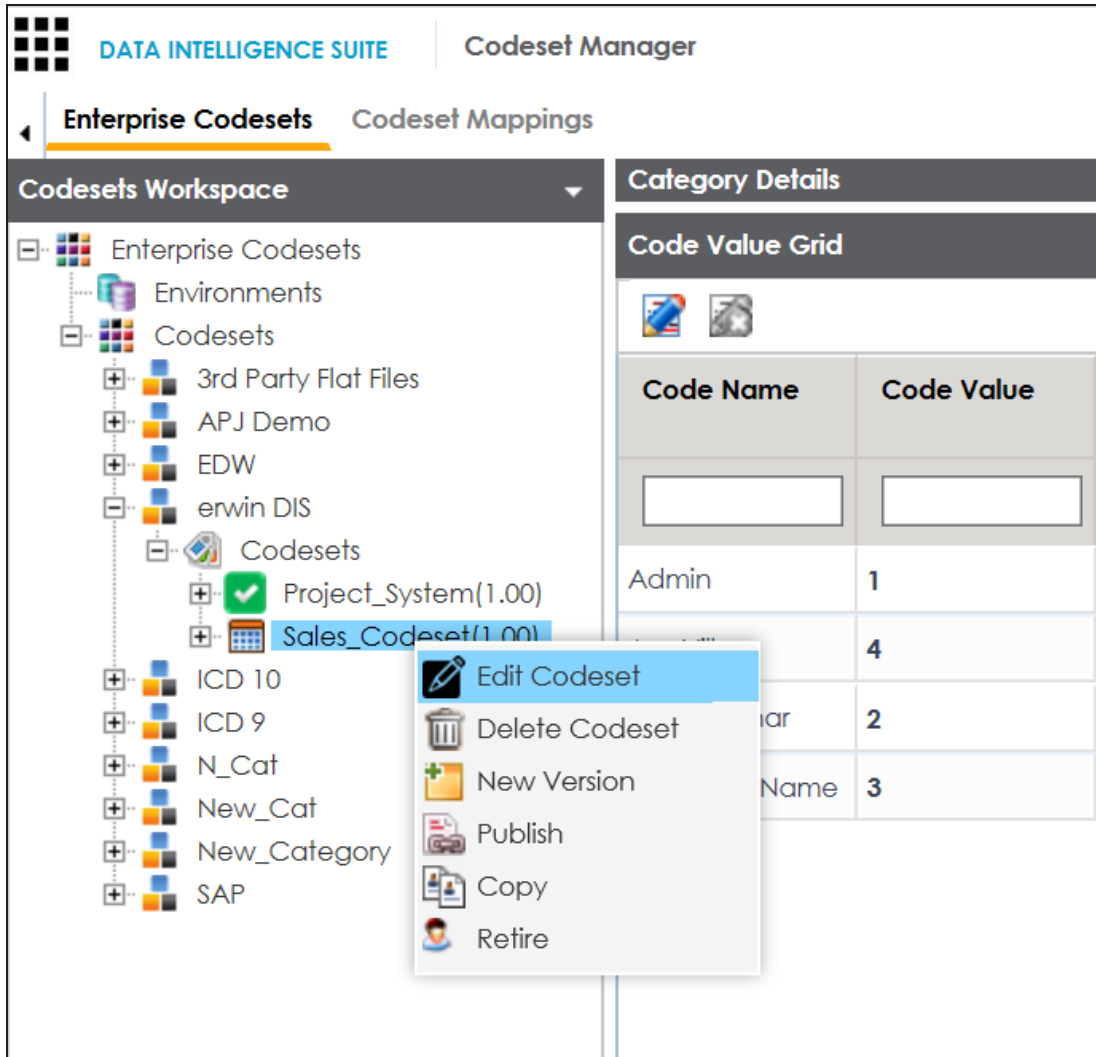 DATA INTELLIGENCE SUITE Codeset Manager
Enterprise Codesets Codeset Mappings
Codesets Workspace
Category Details
Code Value Grid
Enterprise Codesets
Environments
Codesets
3rd Party Flat Files
APJ Demo
EDW
erwin DIS
Codesets
Project_System(1.00)
Sales_Codeset(1.00)
ICD 10
ICD 9
N_Cat
New_Cat
New_Category
SAP
Edit Codeset
Delete Codeset
New Version
Publish
Copy
Retire
Code Name Code Value
Admin 1
4
2
Name 3